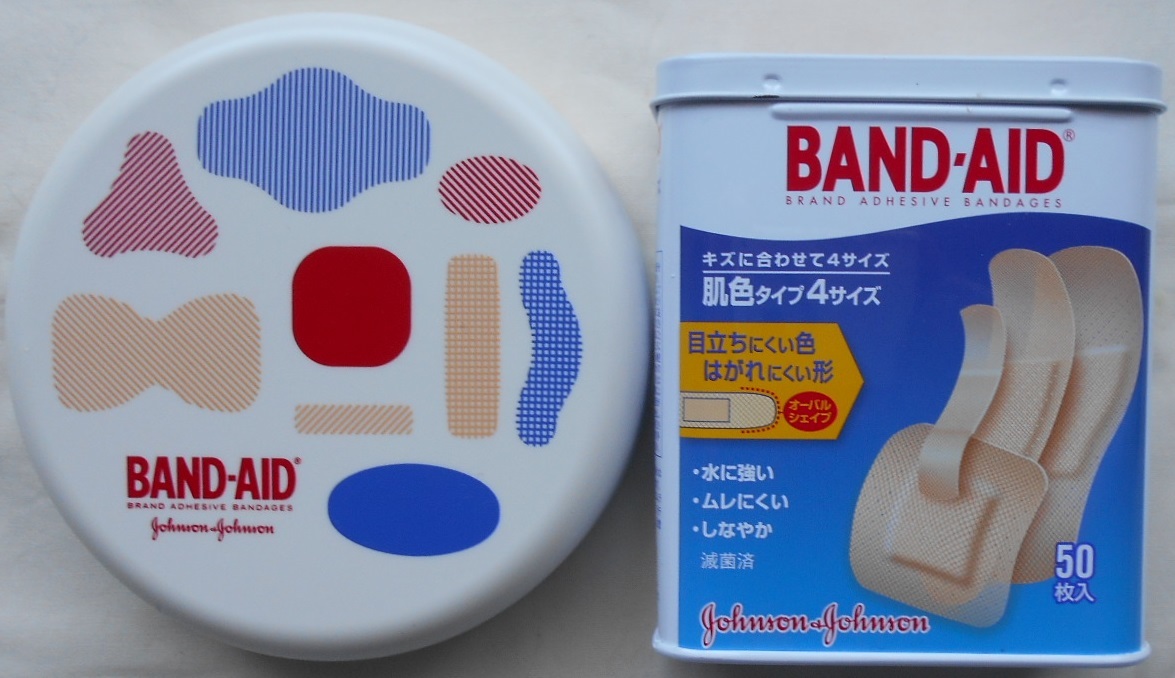 BAND-AID®
BRAND ADHESIVE BANDAGES
Johnson & Johnson
BAND-AID®
BRAND ADHESIVE BANDAGES
キズに合わせて4サイズ
肌色タイプ4サイズ
目立ちにくい色
はがれにくい形
オーバル
シェイプ
・水に強い
・ムレにくい
・しなやか
滅菌済
50
枚入
Johnson & Johnson